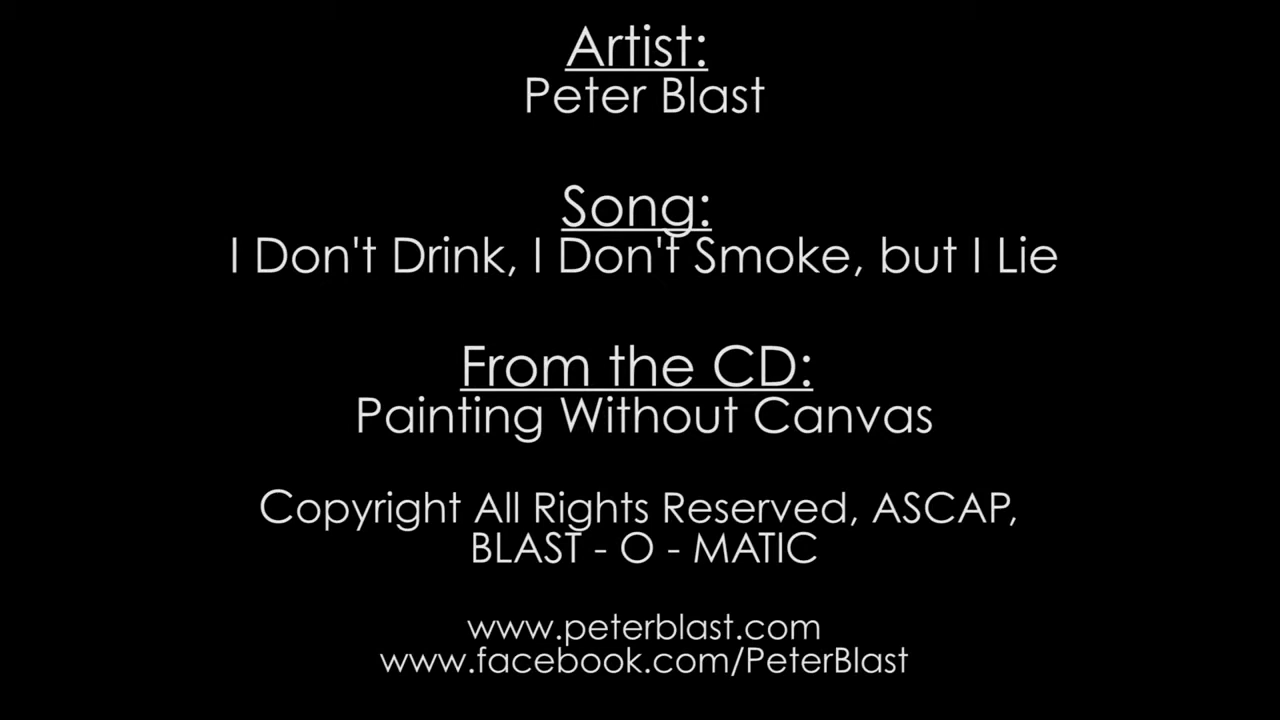 Artist:
Peter Blast
Song:
I Don't Drink, I Don't Smoke, but I Lie
From the CD:
Painting Without Canvas
Copyright All Rights Reserved, ASCAP,
BLAST - O - MATIC
www.peterblast.com
www.facebook.com/PeterBlast